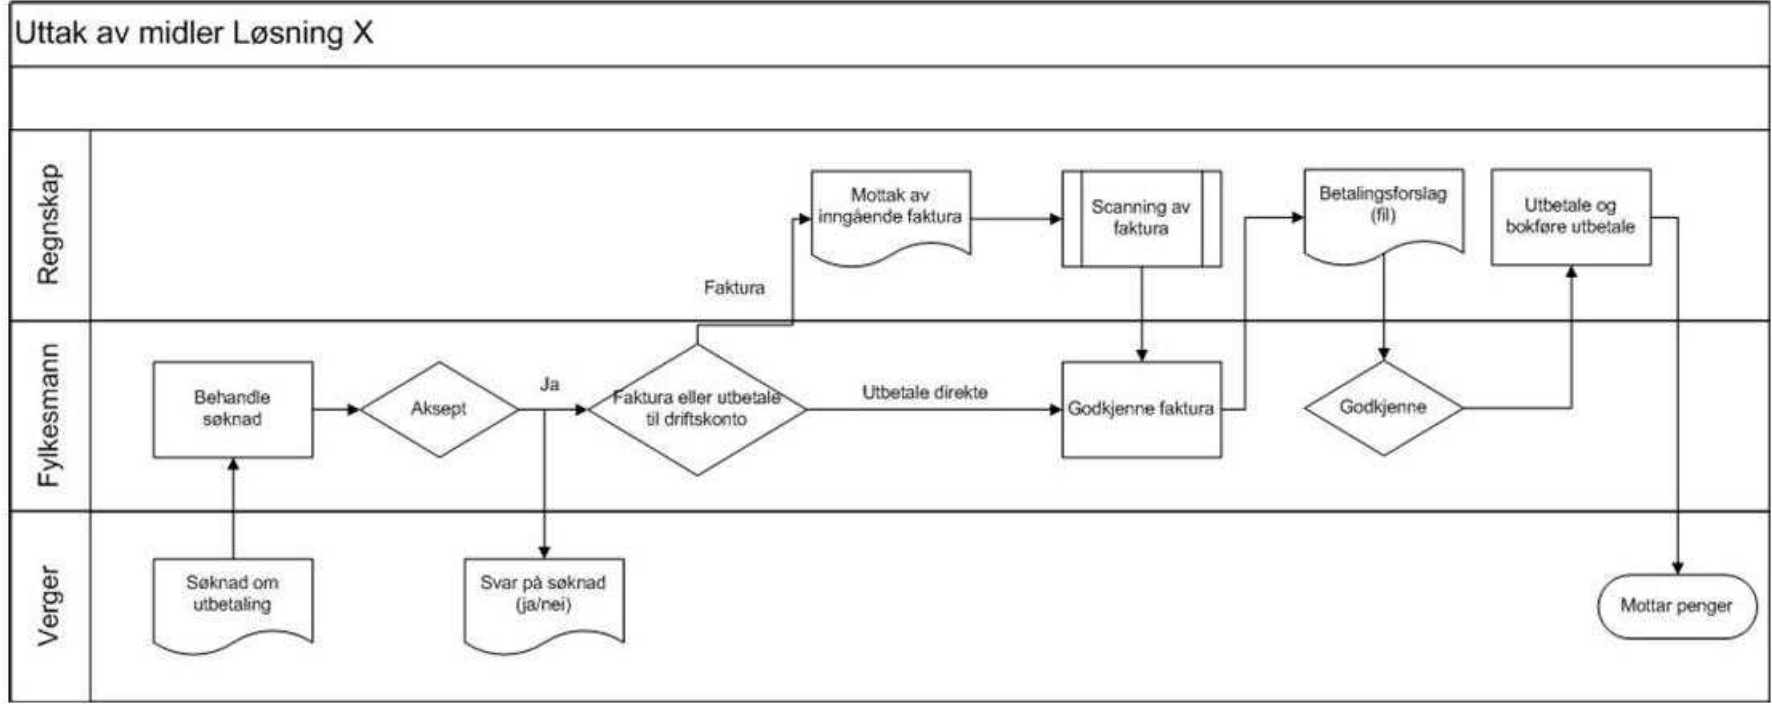 Uttak av midler Løsning X
Regnskap
Mottak av
inngående faktura
Scanning av
faktura
Betalingsforslag
(fil)
Utbetale og
bokføre utbetale
Faktura
Fylkesmann
Behandle
søknad
Aksept
Ja
Faktura eller utbetale
til driftskonto
Utbetale direkte
Godkjenne faktura
Godkjenne
Verger
Søknad om
utbetaling
Svar på søknad
(ja/nei)
Mottar penger